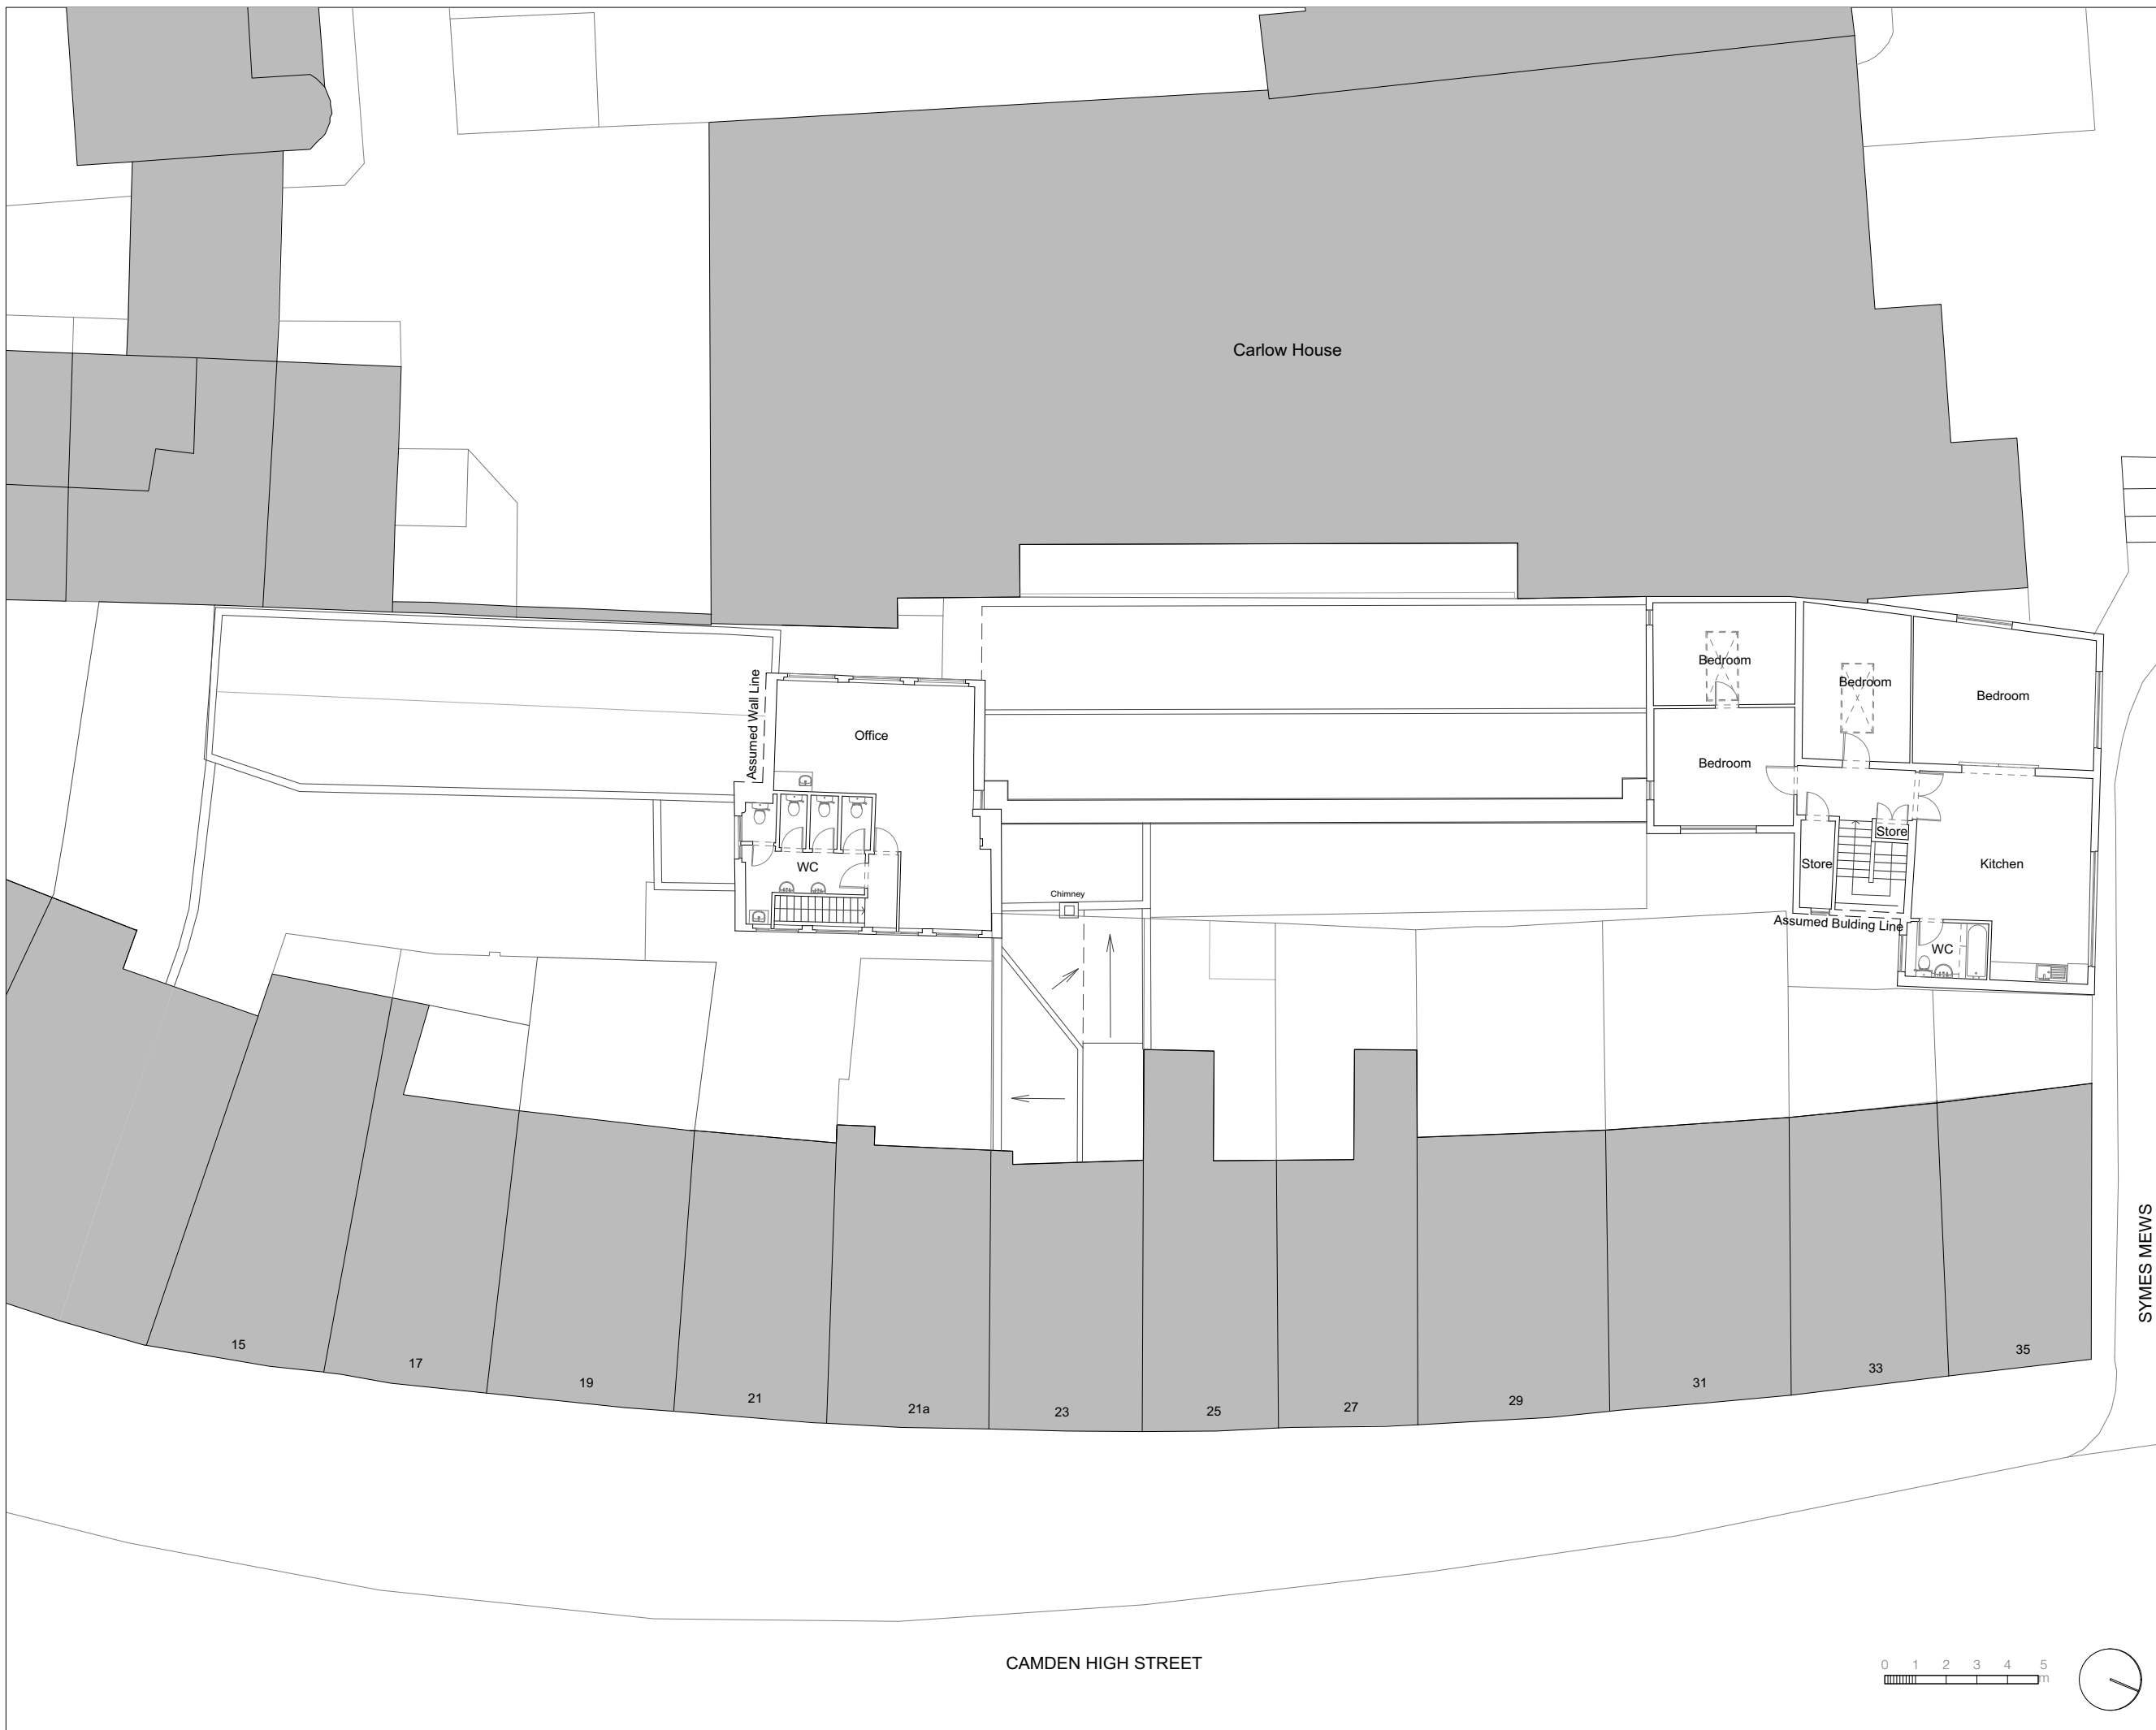 Carlow House
Assumed Wall Line
Office
WC
Chimney
Bedroom
Bedroom
Bedroom
Bedroom
Store
Store
Kitchen
Assumed Bulding Line
WC
15
17
19
21
21a
23
25
27
29
31
33
35
SYMES MEWS
CAMDEN HIGH STREET
0 1 2 3 4 5
m